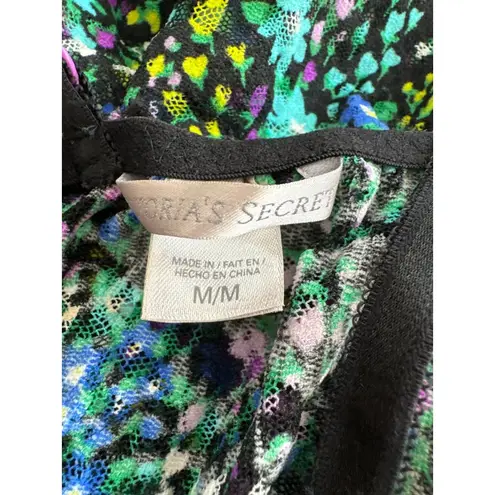 ORIA'S SECRET
MADE IN / FAIT EN /
HECHO EN CHINA
M/M